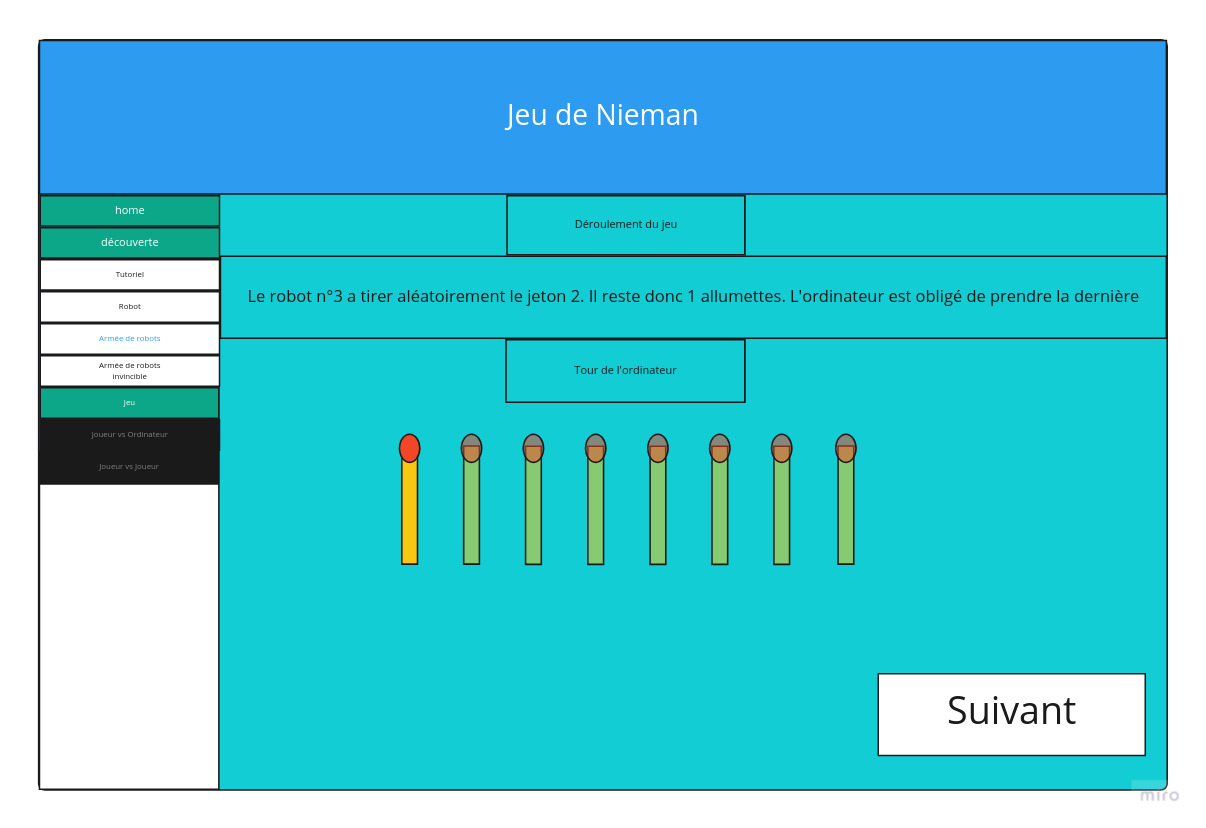 Jeu de Nieman
home
découverte
Tutoriel
Robot
Armée de robots
Armée de robots
invincible
Jeu
Joueur vs Ordinateur
Joueur vs Joueur
Déroulement du jeu
Le robot n°3 a tirer aléatoirement le jeton 2. Il reste donc 1 allumettes. L'ordinateur est obligé de prendre la dernière
Tour de l'ordinateur
Suivant
miro